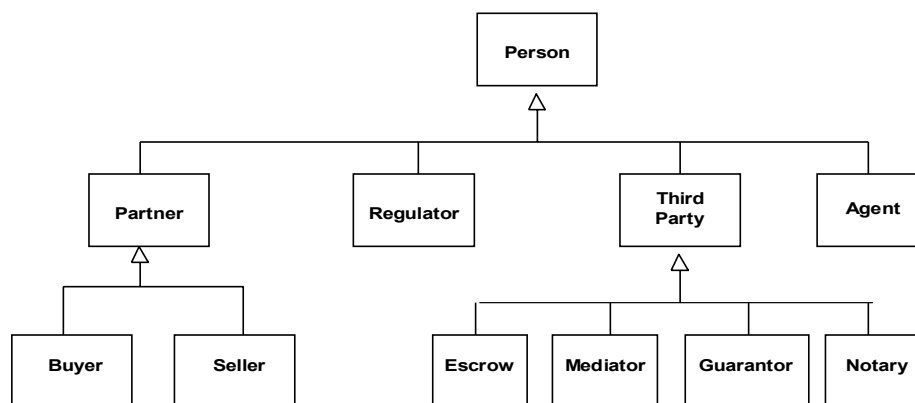 Person
Partner
Regulator
Third
Party
Agent
Buyer
Seller
Escrow
Mediator
Guarantor
Notary